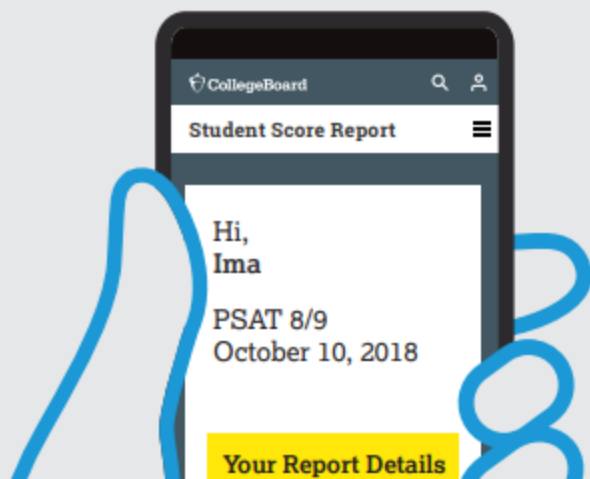 CollegeBoard
Student Score Report
Hi,
Ima
PSAT 8/9
October 10, 2018
Your Report Details